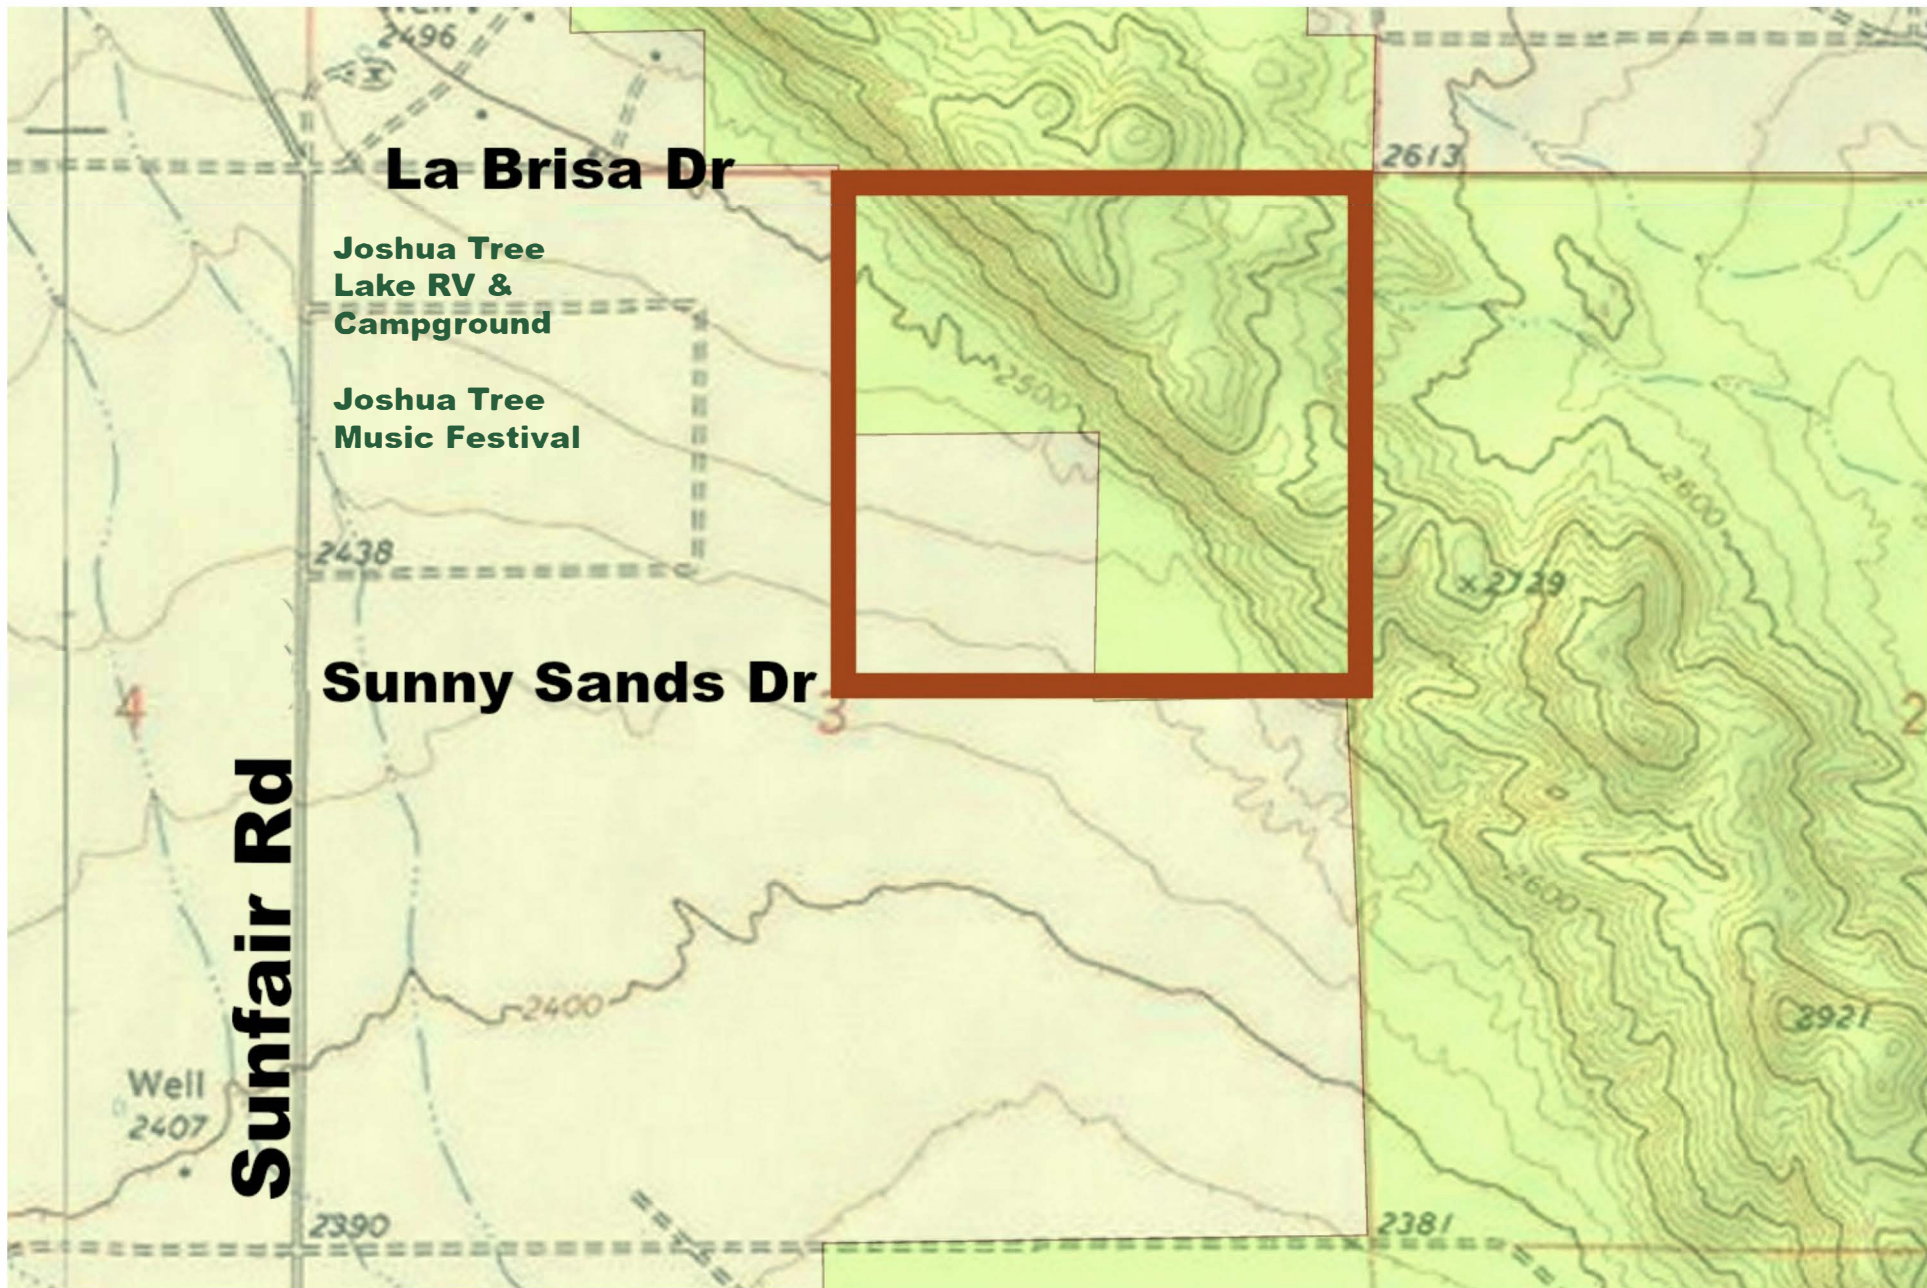 2496
La Brisa Dr
2613
Joshua Tree
Lake RV &
Campground
Joshua Tree
Music Festival
2500
2438
2600
×2729
Sunny Sands Dr
4
3
2
Sunfair Rd
2600
2400
2921
Well
2407
2390
2381